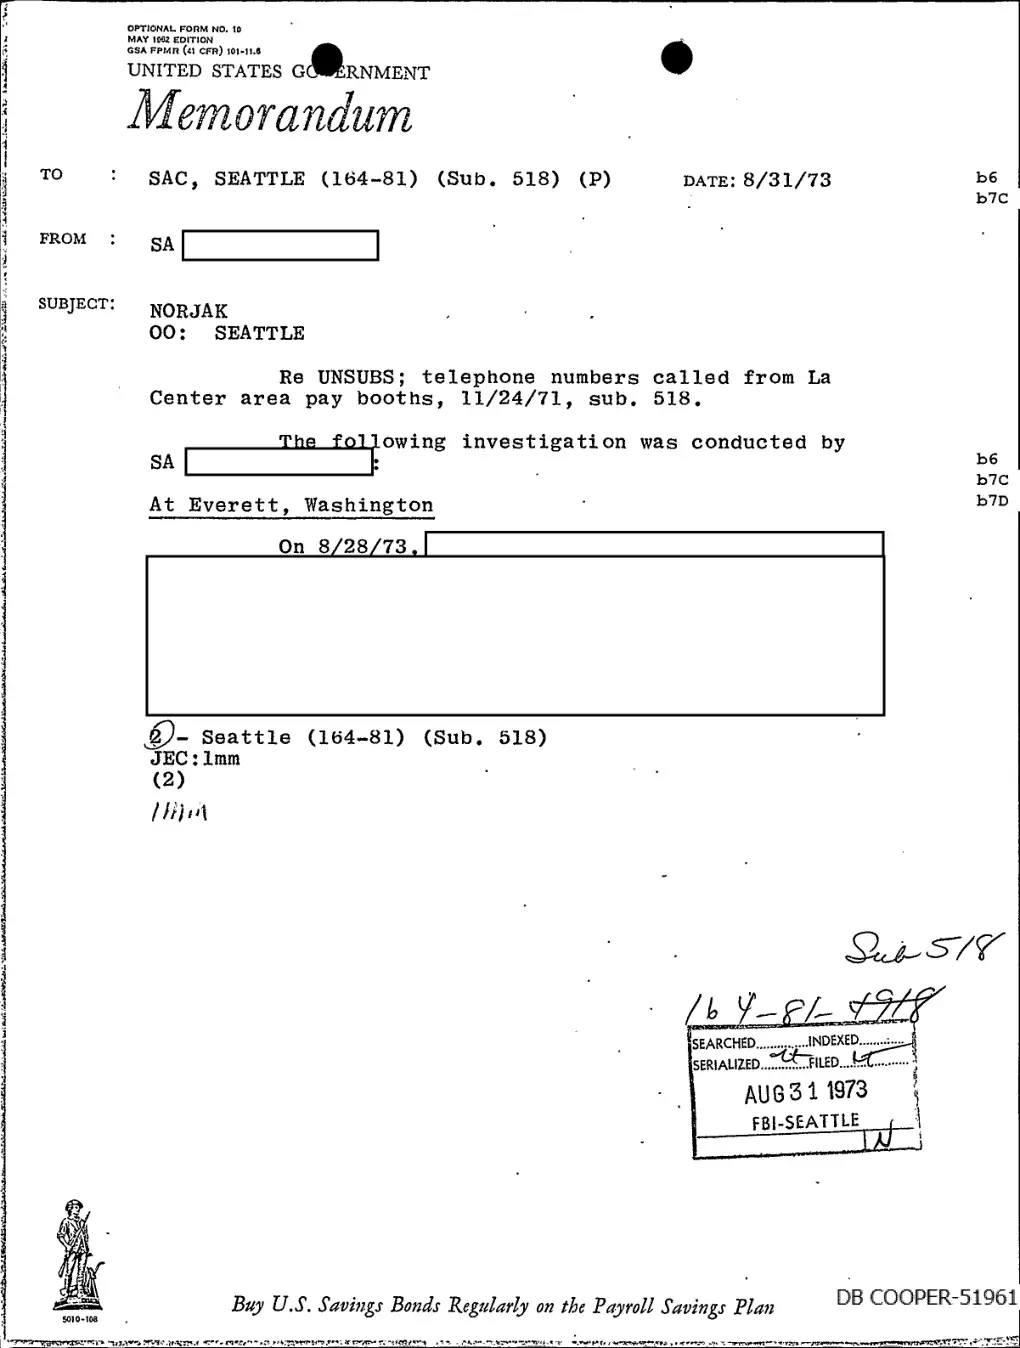 OPTIONAL FORM NO. 10
MAY 1962 EDITION
GSA FPMR (41 CFR) 101-11.6
UNITED STATES GOVERNMENT
Memorandum
TO : SAC, SEATTLE (164-81) (Sub. 518) (P) DATE: 8/31/73
b6
b7C
FROM : SA
SUBJECT: NORJAK
OO: SEATTLE
Re UNSUBS; telephone numbers called from La
Center area pay booths, 11/24/71, sub. 518.
The following investigation was conducted by
SA :
b6
b7C
b7D
At Everett, Washington
On 8/28/73,
2 - Seattle (164-81) (Sub. 518)
JEC:lmm
(2)
Sub 518
164-81-4918
SEARCHED............INDEXED............
SERIALIZED............FILED............
AUG 31 1973
FBI-SEATTLE
5010-108
Buy U.S. Savings Bonds Regularly on the Payroll Savings Plan
DB COOPER-51961